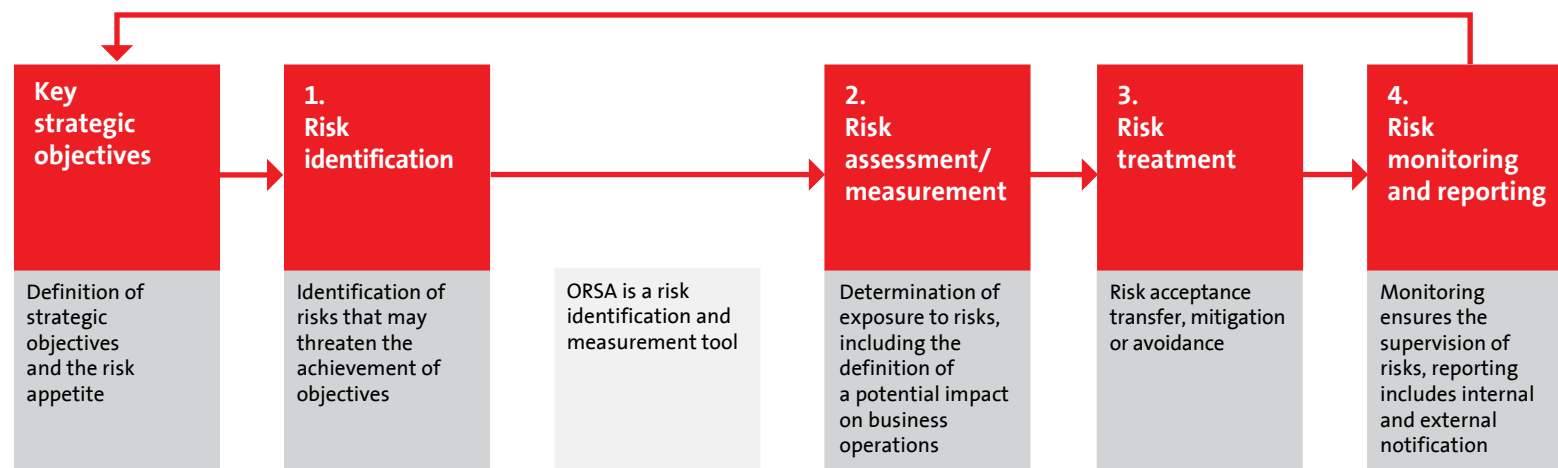 Key
strategic
objectives
Definition of
strategic
objectives
and the risk
appetite
1.
Risk
identification
Identification of
risks that may
threaten the
achievement of
objectives
ORSA is a risk
identification and
measurement tool
2.
Risk
assessment/
measurement
Determination of
exposure to risks,
including the
definition of
a potential impact
on business
operations
3.
Risk
treatment
Risk acceptance
transfer, mitigation
or avoidance
4.
Risk
monitoring
and reporting
Monitoring
ensures the
supervision of
risks, reporting
includes internal
and external
notification